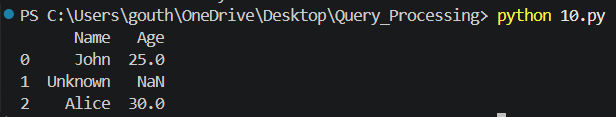 PS C:\Users\gouth\OneDrive\Desktop\Query_Processing> python 10.py
Name Age
0 John 25.0
1 Unknown NaN
2 Alice 30.0